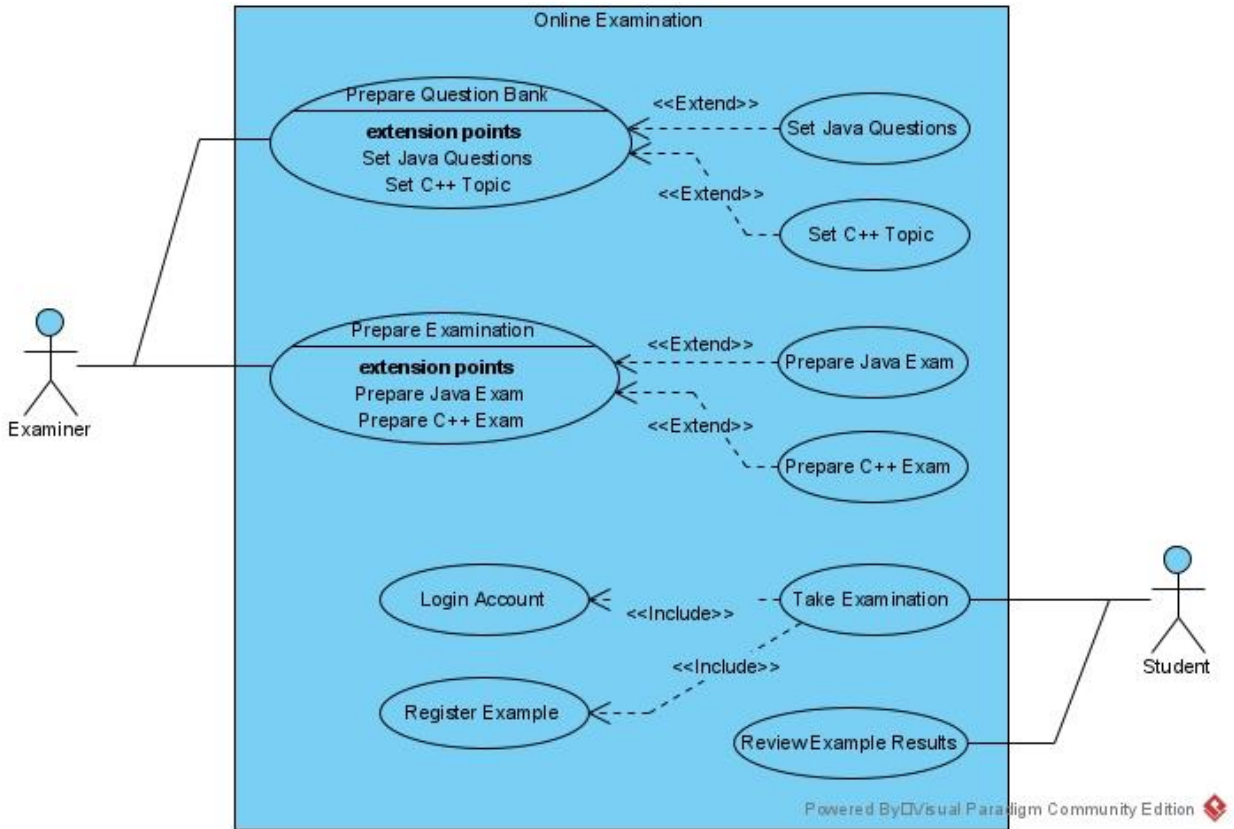 Online Examination
Prepare Question Bank
extension points
Set Java Questions
Set C++ Topic
<<Extend>>
Set Java Questions
<<Extend>>
Set C++ Topic
Examiner
Prepare Examination
extension points
Prepare Java Exam
Prepare C++ Exam
<<Extend>>
Prepare Java Exam
<<Extend>>
Prepare C++ Exam
Login Account
<<Include>>
Take Examination
<<Include>>
Student
Register Example
Review Example Results
Powered By□Visual Paradigm Community Edition